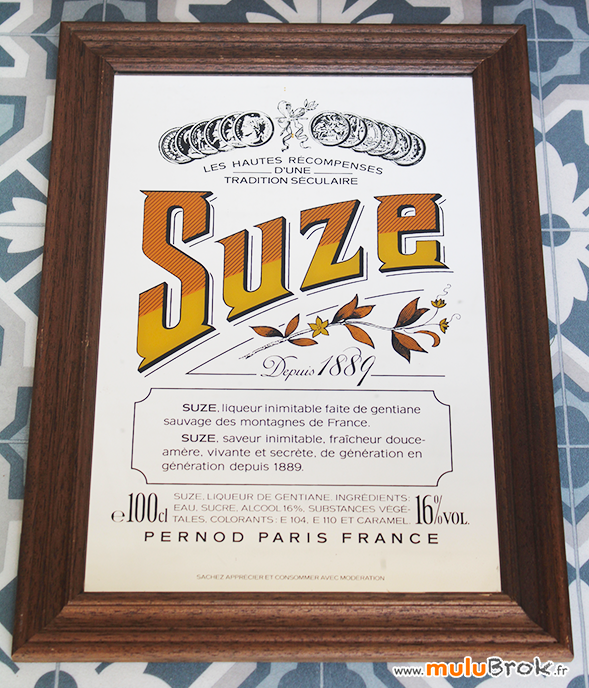 LES HAUTES RÉCOMPENSES
D'UNE
TRADITION SÉCULAIRE
Suze
Depuis 1889
SUZE, liqueur inimitable faite de gentiane
sauvage des montagnes de France.
SUZE, saveur inimitable, fraîcheur douce-
amère, vivante et secrète, de génération en
génération depuis 1889.
e 100cl
SUZE, LIQUEUR DE GENTIANE. INGRÉDIENTS:
EAU, SUCRE, ALCOOL 16%, SUBSTANCES VÉGÉ-
TALES, COLORANTS: E 104, E 110 ET CARAMEL.
16% VOL.
PERNOD PARIS FRANCE
SACHEZ APPRECIER ET CONSOMMER AVEC MODERATION
www.muluBrok.fr